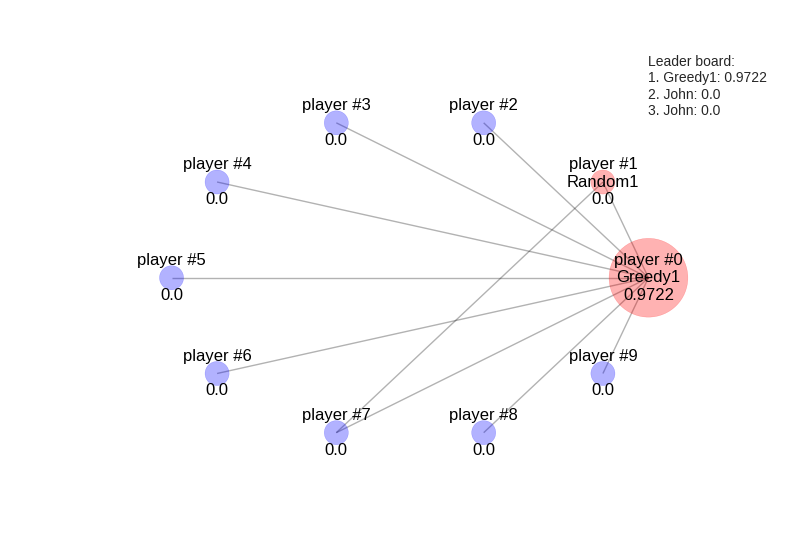 Leader board:
1. Greedy1: 0.9722
2. John: 0.0
3. John: 0.0
player #3
0.0
player #2
0.0
player #4
0.0
player #1
Random1
0.0
player #5
0.0
player #0
Greedy1
0.9722
player #6
0.0
player #9
0.0
player #7
0.0
player #8
0.0